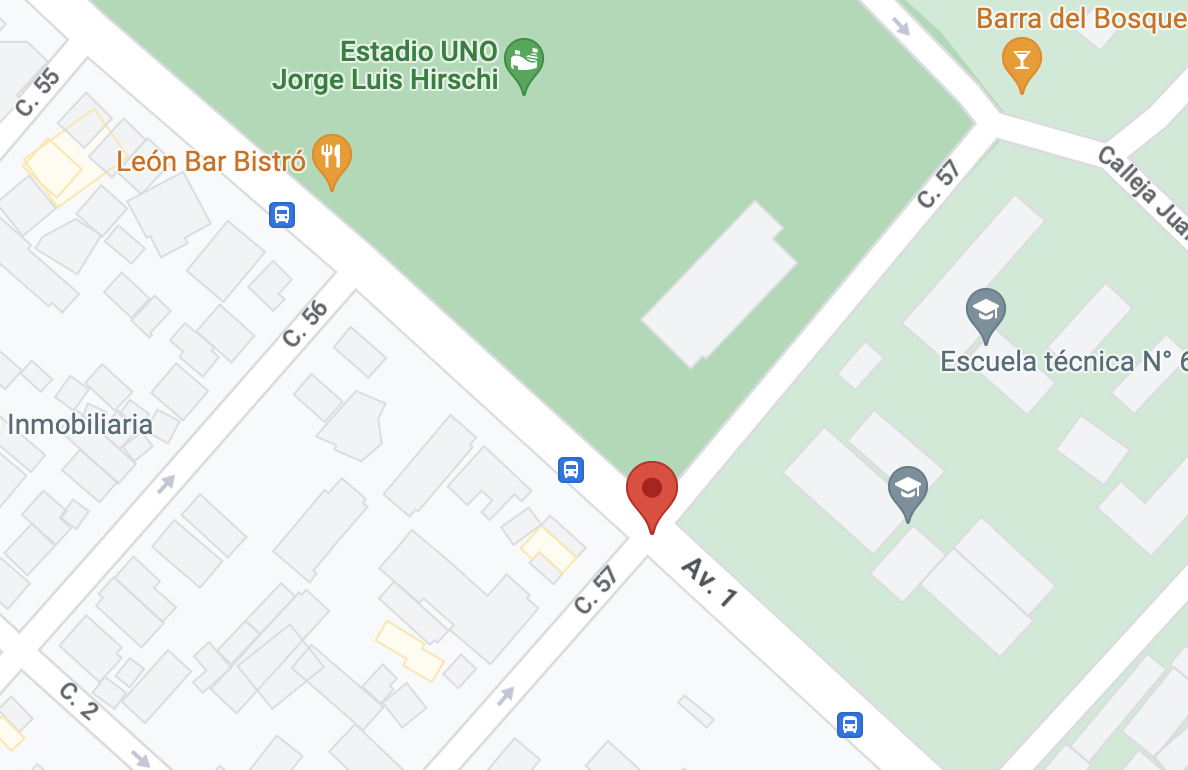 Barra del Bosque
Estadio UNO
Jorge Luis Hirschi
C. 55
León Bar Bistró
C. 57
Calleja Jua
C. 56
Escuela técnica N° 6
Inmobiliaria
C. 57
Av. 1
C. 2